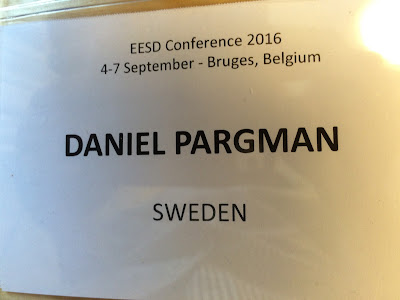 EESD Conference 2016
4-7 September - Bruges, Belgium
DANIEL PARGMAN
SWEDEN